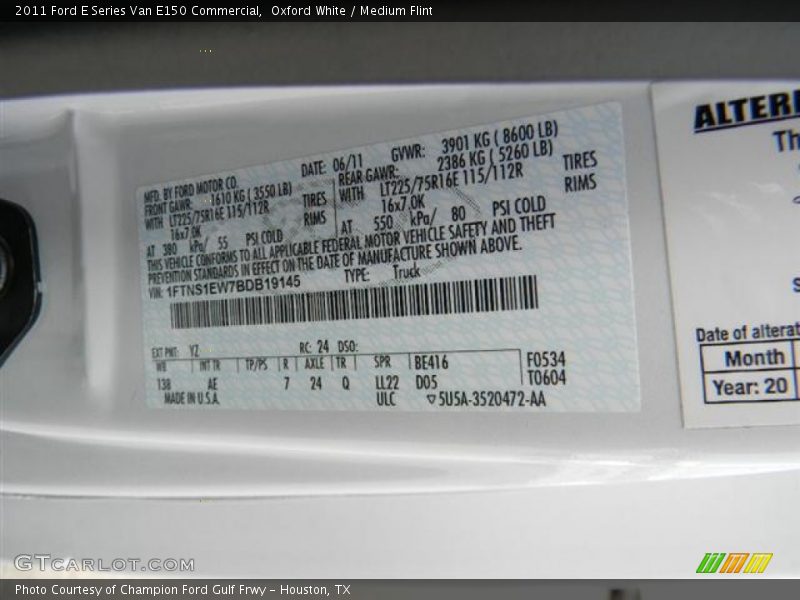 2011 Ford E Series Van E150 Commercial, Oxford White / Medium Flint
MFD. BY FORD MOTOR CO.
DATE: 06/11 GVWR: 3901 KG ( 8600 LB)
FRONT GAWR: 1610 KG ( 3550 LB) REAR GAWR: 2386 KG ( 5260 LB)
WITH LT225/75R16E 115/112R TIRES WITH LT225/75R16E 115/112R TIRES
16x7.0K RIMS 16x7.0K RIMS
AT 380 kPa/ 55 PSI COLD AT 550 kPa/ 80 PSI COLD
THIS VEHICLE CONFORMS TO ALL APPLICABLE FEDERAL MOTOR VEHICLE SAFETY AND THEFT
PREVENTION STANDARDS IN EFFECT ON THE DATE OF MANUFACTURE SHOWN ABOVE.
VIN: 1FTNS1EW7BDB19145 TYPE: Truck
EXT PNT: YZ RC: 24 DSO:
WB INT TR TP/PS R AXLE TR SPR BE416 F0534
138 AE 7 24 Q LL22 D05 T0604
MADE IN U.S.A. ULC ▽5U5A-3520472-AA
ALTER
Th
Date of alterat
Month
Year: 20
GTCARLOT.COM
Photo Courtesy of Champion Ford Gulf Frwy - Houston, TX